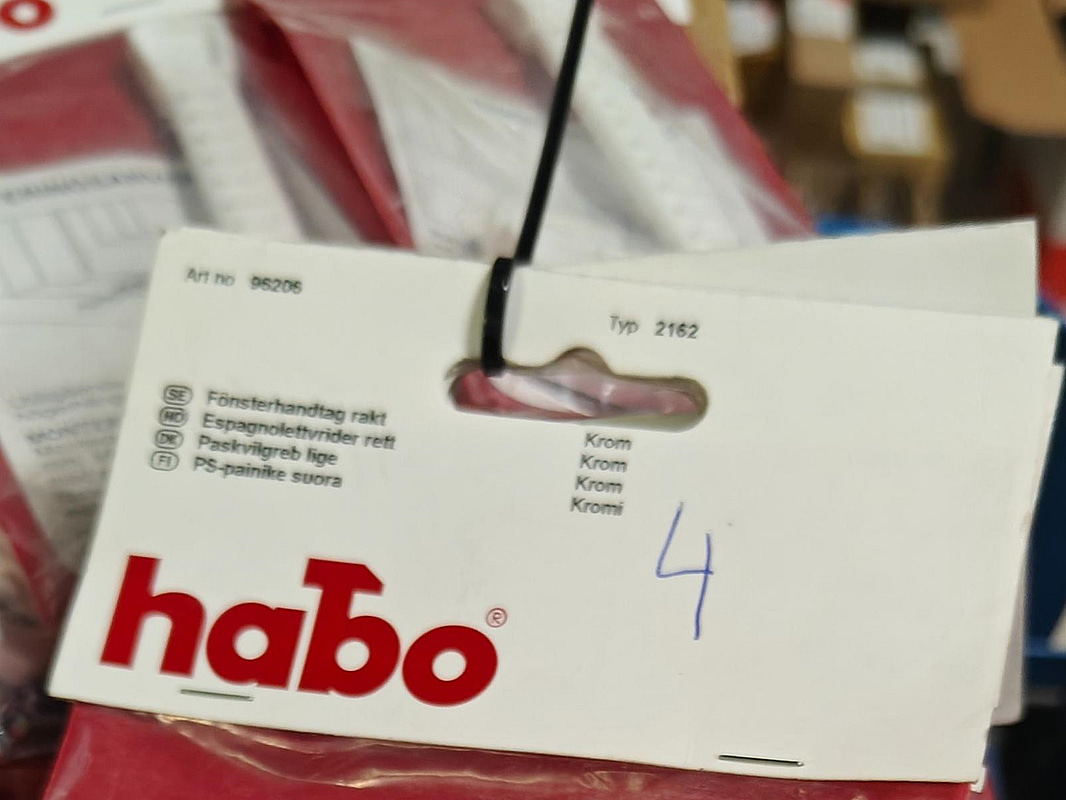 Art no 96206
Typ 2162
SE Fönsterhandtag rakt Krom
NO Espagnolettvrider rett Krom
DK Paskvilgreb lige Krom
FI PS-painike suora Kromi
4
habo®